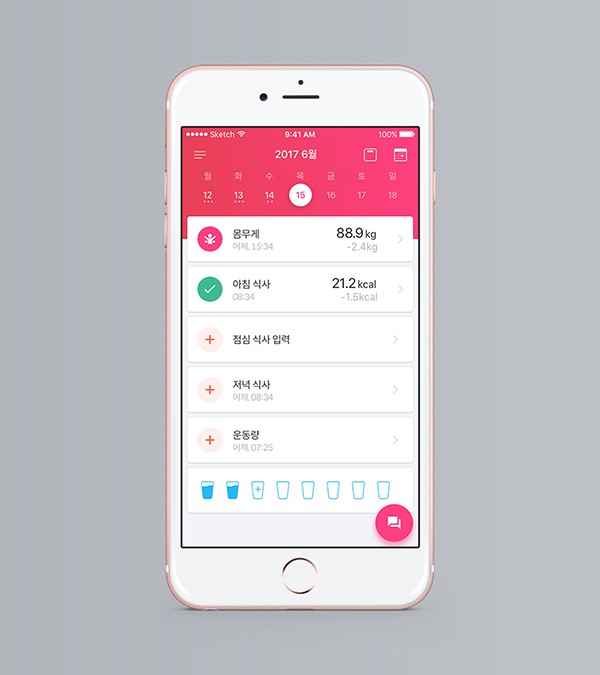 Sketch 9:41 AM 100%
2017 6월
월 화 수 목 금 토 일
12 13 14 15 16 17 18
몸무게 88.9 kg
어제, 15:34 -2.4kg
아침 식사 21.2 kcal
08:34 -1.5kcal
점심 식사 입력
저녁 식사
어제, 08:34
운동량
어제, 07:25